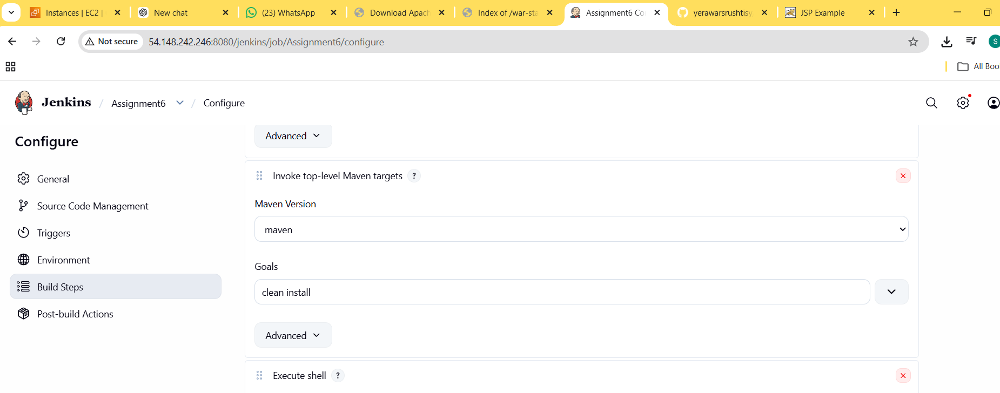 Instances | EC2 |
New chat
(23) WhatsApp
Download Apach
Index of /war-sta
Assignment6 Co
yerawarsrushtisy
JSP Example
Not secure
54.148.242.246:8080/jenkins/job/Assignment6/configure
S
All Boo
Jenkins / Assignment6 / Configure
Configure
General
Source Code Management
Triggers
Environment
Build Steps
Post-build Actions
Advanced
Invoke top-level Maven targets ?
Maven Version
maven
Goals
clean install
Advanced
Execute shell ?